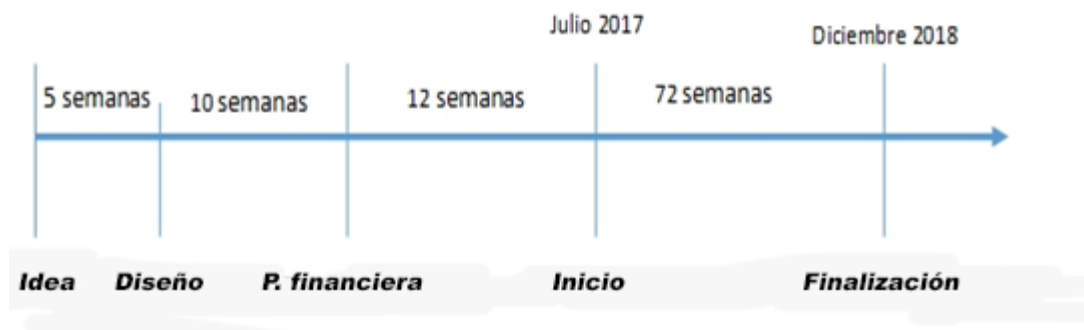 Julio 2017
Diciembre 2018
5 semanas
10 semanas
12 semanas
72 semanas
Idea
Diseño
P. financiera
Inicio
Finalización